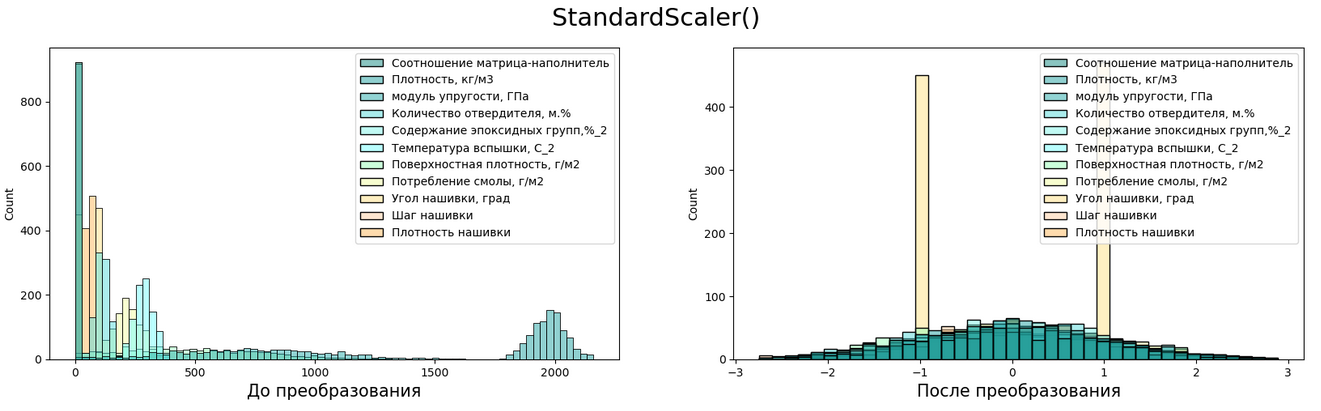 StandardScaler()
Count
0
200
400
600
800
0
500
1000
1500
2000
Соотношение матрица-наполнитель
Плотность, кг/м3
модуль упругости, ГПа
Количество отвердителя, м.%
Содержание эпоксидных групп,%_2
Температура вспышки, С_2
Поверхностная плотность, г/м2
Потребление смолы, г/м2
Угол нашивки, град
Шаг нашивки
Плотность нашивки
До преобразования
Count
0
100
200
300
400
−3
−2
−1
0
1
2
3
Соотношение матрица-наполнитель
Плотность, кг/м3
модуль упругости, ГПа
Количество отвердителя, м.%
Содержание эпоксидных групп,%_2
Температура вспышки, С_2
Поверхностная плотность, г/м2
Потребление смолы, г/м2
Угол нашивки, град
Шаг нашивки
Плотность нашивки
После преобразования